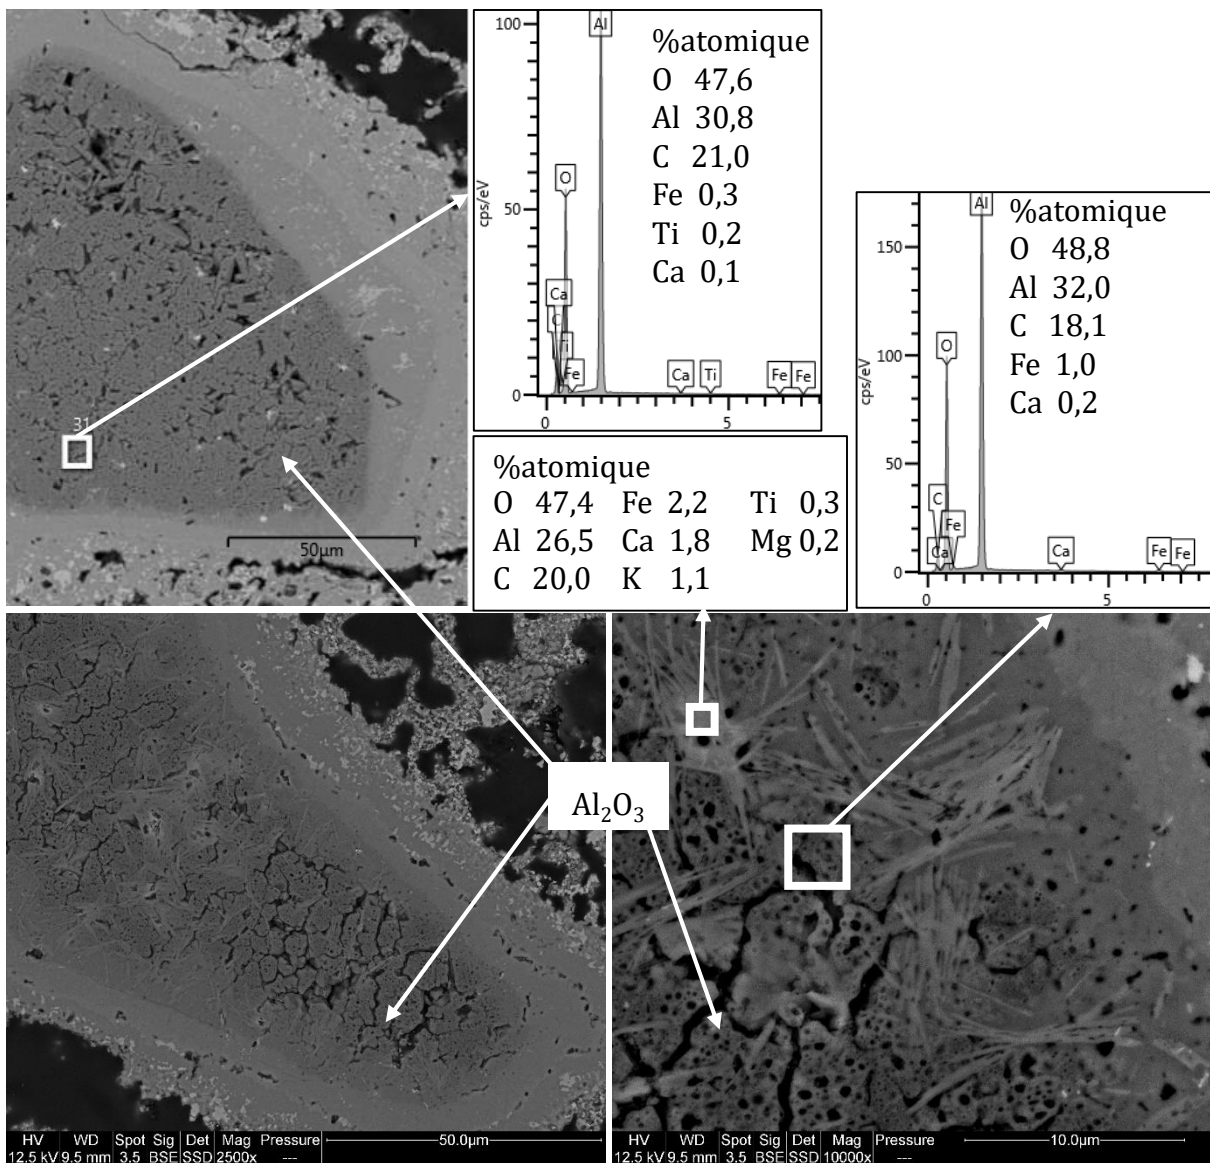 100
Al
%atomique
O 47,6
Al 30,8
C 21,0
Fe 0,3
Ti 0,2
Ca 0,1
O
50
cps/eV
Ca
C
Ti
Fe
Ca
Ti
Fe
Fe
0
0
5
Al
%atomique
O 48,8
Al 32,0
C 18,1
Fe 1,0
Ca 0,2
150
O
100
cps/eV
50
C
Fe
Ca
Ca
Fe
Fe
0
0
5
31
50µm
%atomique
O 47,4 Fe 2,2 Ti 0,3
Al 26,5 Ca 1,8 Mg 0,2
C 20,0 K 1,1
Al₂O₃
HV WD Spot Sig Det Mag Pressure 50.0µm
12.5 kV 9.5 mm 3.5 BSE SSD 2500x ---
HV WD Spot Sig Det Mag Pressure 10.0µm
12.5 kV 9.5 mm 3.5 BSE SSD 10000x ---